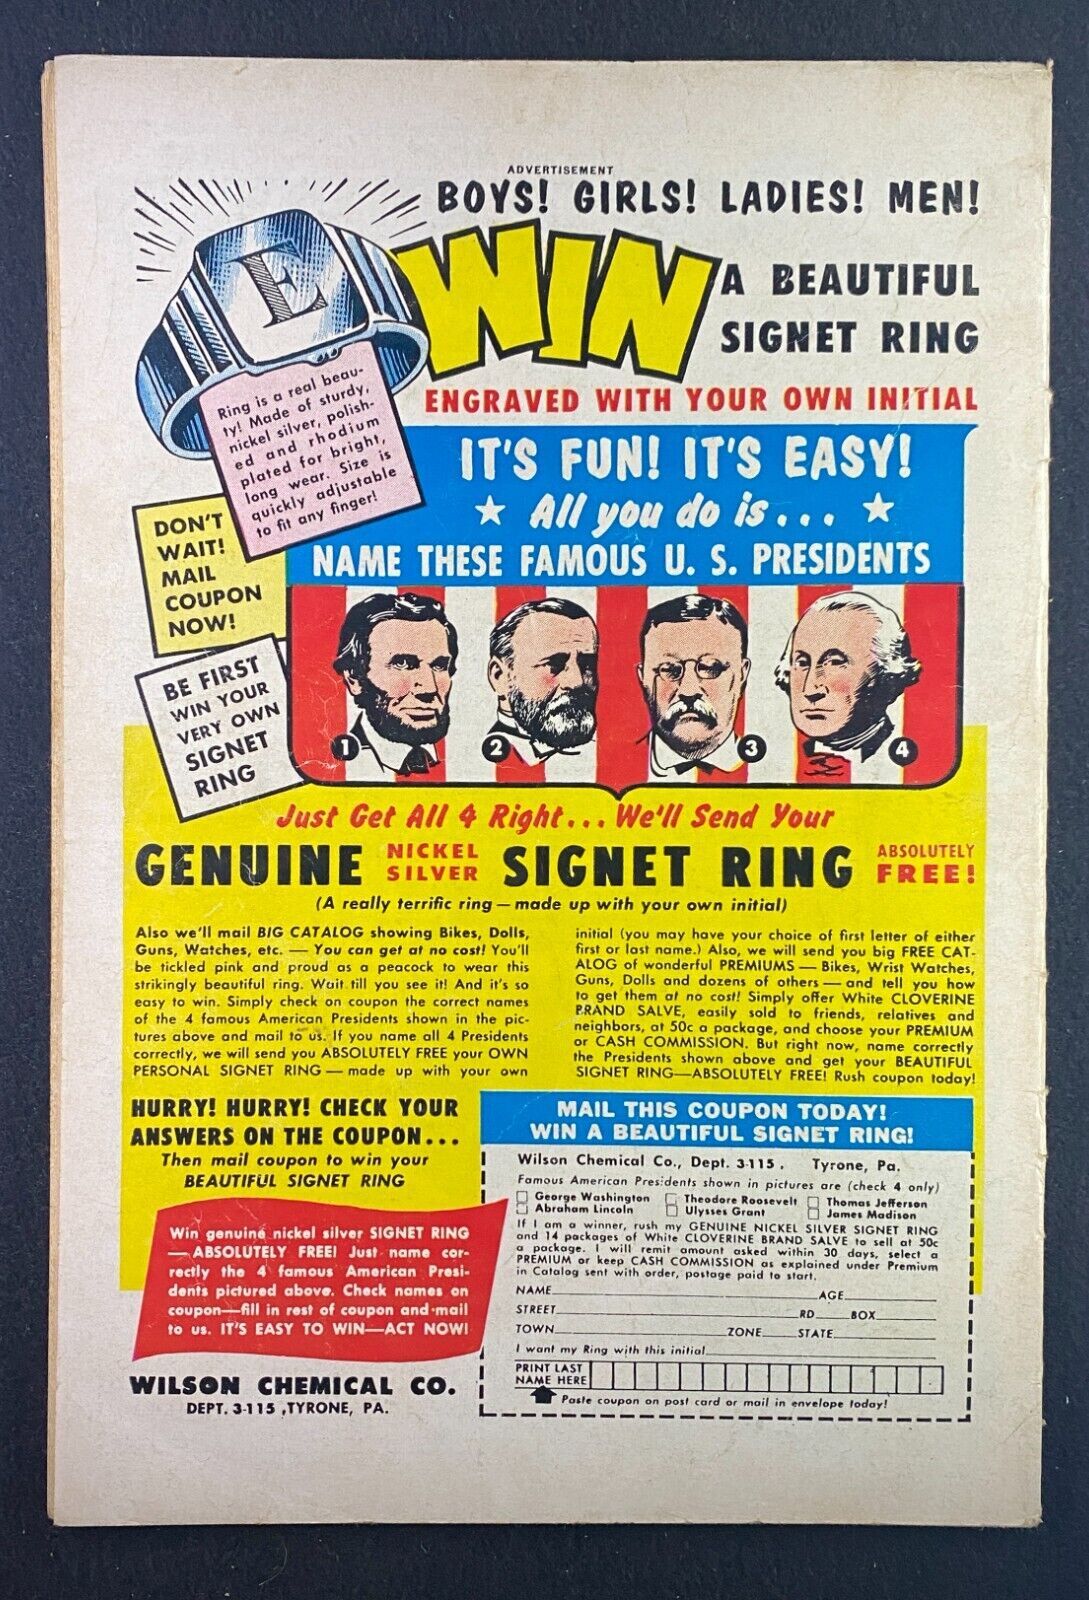 ADVERTISEMENT
BOYS! GIRLS! LADIES! MEN!
E
WIN
A BEAUTIFUL
SIGNET RING
ENGRAVED WITH YOUR OWN INITIAL
Ring is a real beau-
ty! Made of sturdy,
nickel silver, polish-
ed and rhodium
plated for bright,
long wear. Size is
quickly adjustable
to fit any finger!
IT'S FUN! IT'S EASY!
★ All you do is... ★
NAME THESE FAMOUS U. S. PRESIDENTS
DON'T
WAIT!
MAIL
COUPON
NOW!
BE FIRST
WIN YOUR
VERY OWN
SIGNET
RING
1 2 3 4
Just Get All 4 Right... We'll Send Your
GENUINE NICKEL SILVER SIGNET RING ABSOLUTELY FREE!
(A really terrific ring — made up with your own initial)
Also we'll mail BIG CATALOG showing Bikes, Dolls,
Guns, Watches, etc. — You can get at no cost! You'll
be tickled pink and proud as a peacock to wear this
strikingly beautiful ring. Wait till you see it! And it's so
easy to win. Simply check on coupon the correct names
of the 4 famous American Presidents shown in the pic-
tures above and mail to us. If you name all 4 Presidents
correctly, we will send you ABSOLUTELY FREE your OWN
PERSONAL SIGNET RING — made up with your own
initial (you may have your choice of first letter of either
first or last name.) Also, we will send you big FREE CAT-
ALOG of wonderful PREMIUMS — Bikes, Wrist Watches,
Guns, Dolls and dozens of others — and tell you how
to get them at no cost! Simply offer White CLOVERINE
BRAND SALVE, easily sold to friends, relatives and
neighbors, at 50c a package, and choose your PREMIUM
or CASH COMMISSION. But right now, name correctly
the Presidents shown above and get your BEAUTIFUL
SIGNET RING—ABSOLUTELY FREE! Rush coupon today!
HURRY! HURRY! CHECK YOUR
ANSWERS ON THE COUPON...
Then mail coupon to win your
BEAUTIFUL SIGNET RING
Win genuine nickel silver SIGNET RING
—ABSOLUTELY FREE! Just name cor-
rectly the 4 famous American Presi-
dents pictured above. Check names on
coupon—fill in rest of coupon and mail
to us. IT'S EASY TO WIN—ACT NOW!
WILSON CHEMICAL CO.
DEPT. 3-115, TYRONE, PA.
MAIL THIS COUPON TODAY!
WIN A BEAUTIFUL SIGNET RING!
Wilson Chemical Co., Dept. 3-115. Tyrone, Pa.
Famous American Presidents shown in pictures are (check 4 only)
George Washington Theodore Roosevelt Thomas Jefferson
Abraham Lincoln Ulysses Grant James Madison
If I am a winner, rush my GENUINE NICKEL SILVER SIGNET RING
and 14 packages of White CLOVERINE BRAND SALVE to sell at 50c
a package. I will remit amount asked within 30 days, select a
PREMIUM or keep CASH COMMISSION as explained under Premium
in Catalog sent with order, postage paid to start.
NAME AGE
STREET RD BOX
TOWN ZONE STATE
I want my Ring with this initial
PRINT LAST
NAME HERE
Paste coupon on post card or mail in envelope today!